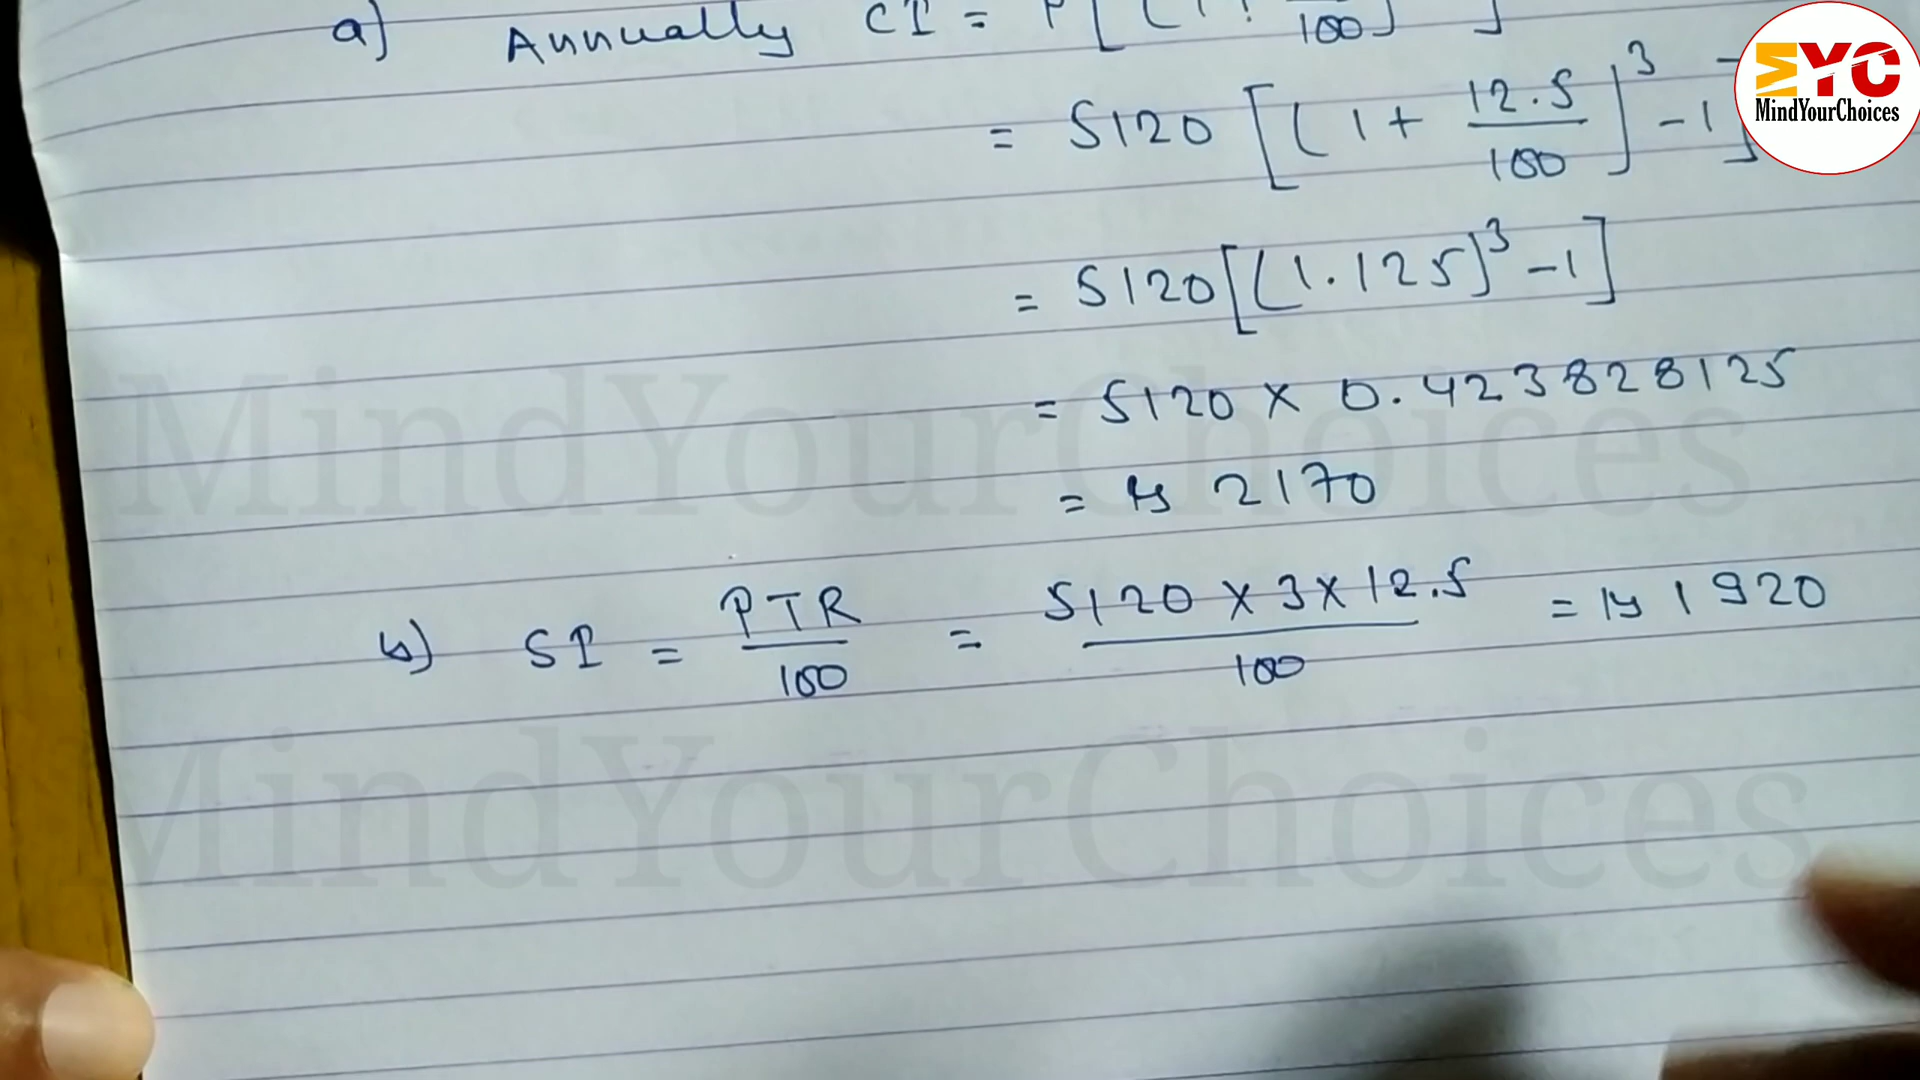 a) Annually CI = P[(1+ /100) ]
= 5120 [(1 + 12.5/100)^3 - 1]
= 5120 [(1.125)^3 - 1]
= 5120 × 0.423828125
= Rs 2170
b) SI = PTR/100 = 5120 × 3 × 12.5/100 = Rs 1920
MYC
MindYourChoices
MindYourChoices
MindYourChoices